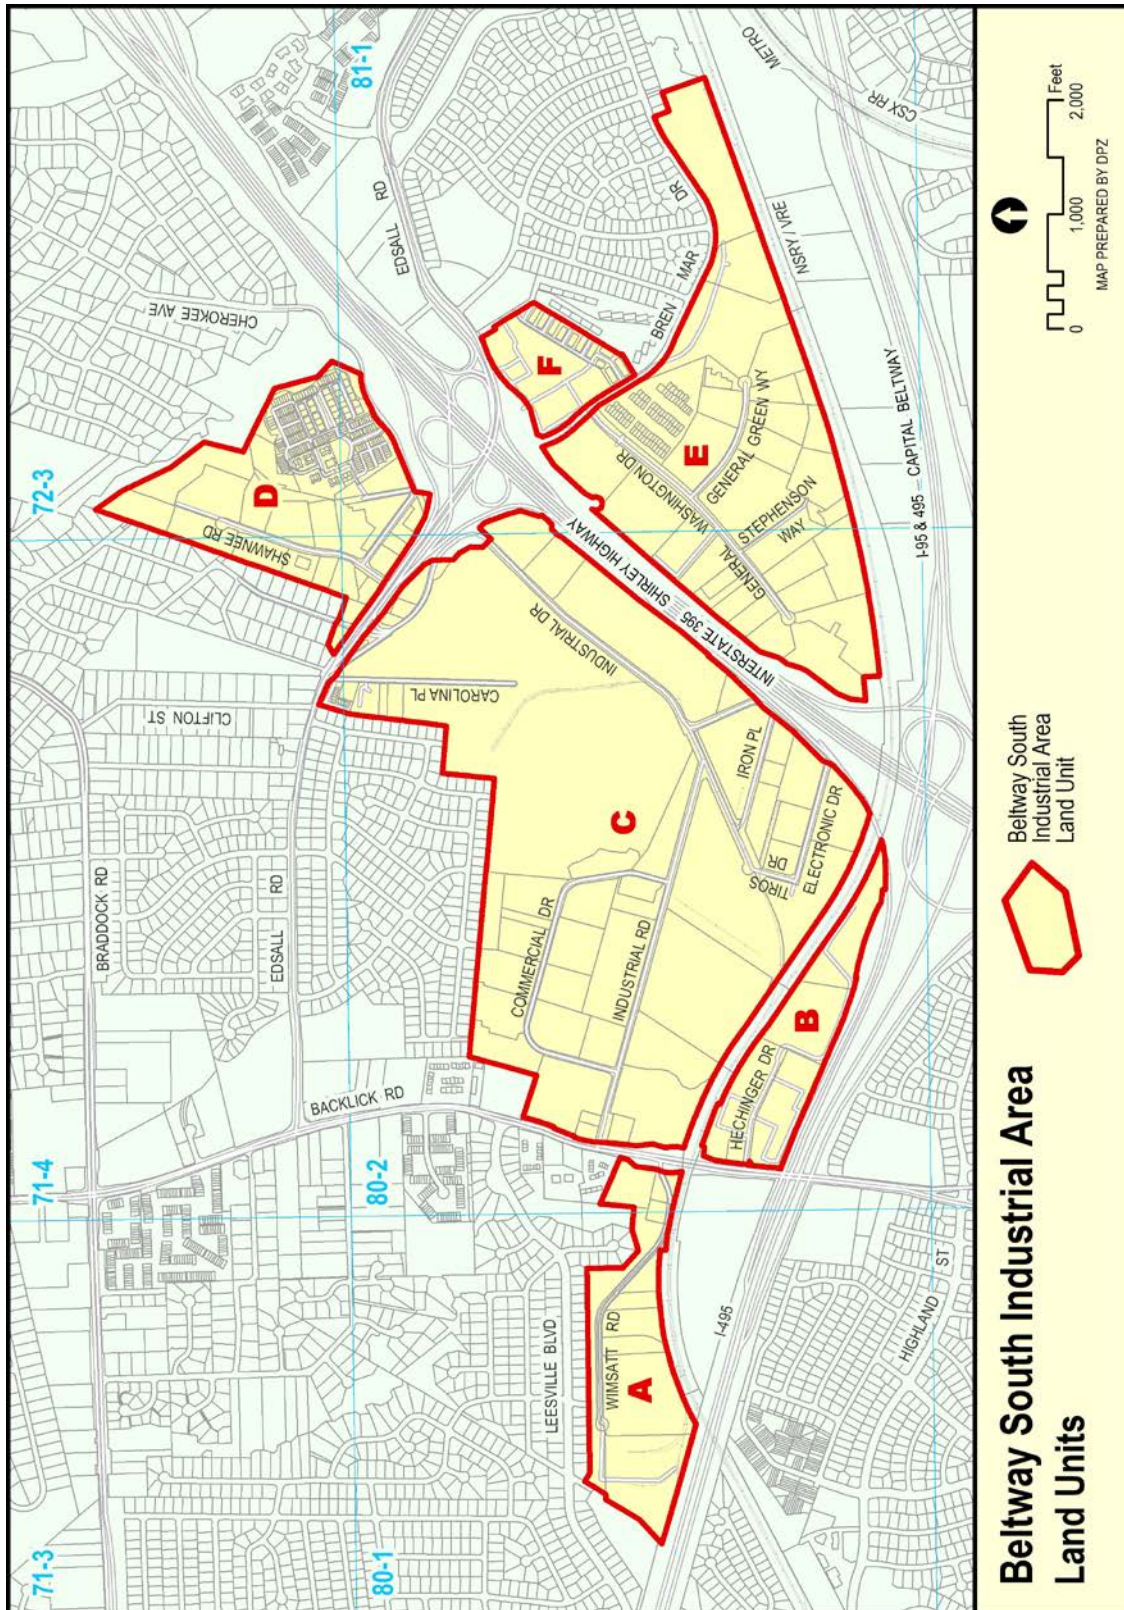 71-3
71-4
72-3
81-1
80-1
80-2
BRADDOCK RD
BACKLICK RD
EDSALL RD
CLIFTON ST
CHEROKEE AVE
SHAWNEE RD
D
EDSALL RD
LEESVILLE BLVD
WIMSATT RD
A
COMMERCIAL DR
INDUSTRIAL RD
C
CAROLINA PL
INDUSTRIAL DR
IRON PL
TIROS DR
ELECTRONIC DR
HECHINGER DR
B
INTERSTATE 395 SHIRLEY HIGHWAY
F
BREN MAR DR
GENERAL WASHINGTON DR
E
GENERAL GREEN WY
STEPHENSON WAY
NSRY / VRE
METRO
CSX RR
I-495
I-95 & 495 - CAPITAL BELTWAY
HIGHLAND ST
Beltway South Industrial Area
Land Units
Beltway South
Industrial Area
Land Unit
0 1,000 2,000 Feet
MAP PREPARED BY DPZ